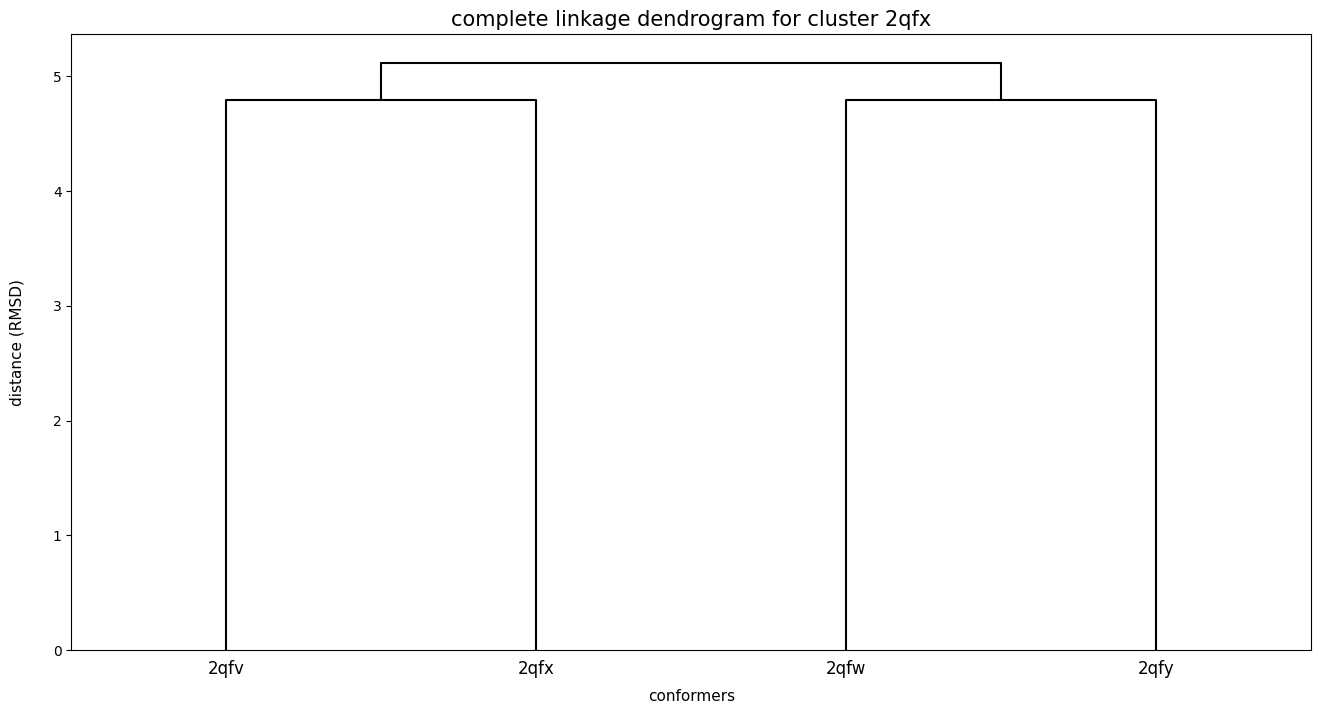 complete linkage dendrogram for cluster 2qfx
distance (RMSD)
5
4
3
2
1
0
2qfv 2qfx 2qfw 2qfy
conformers